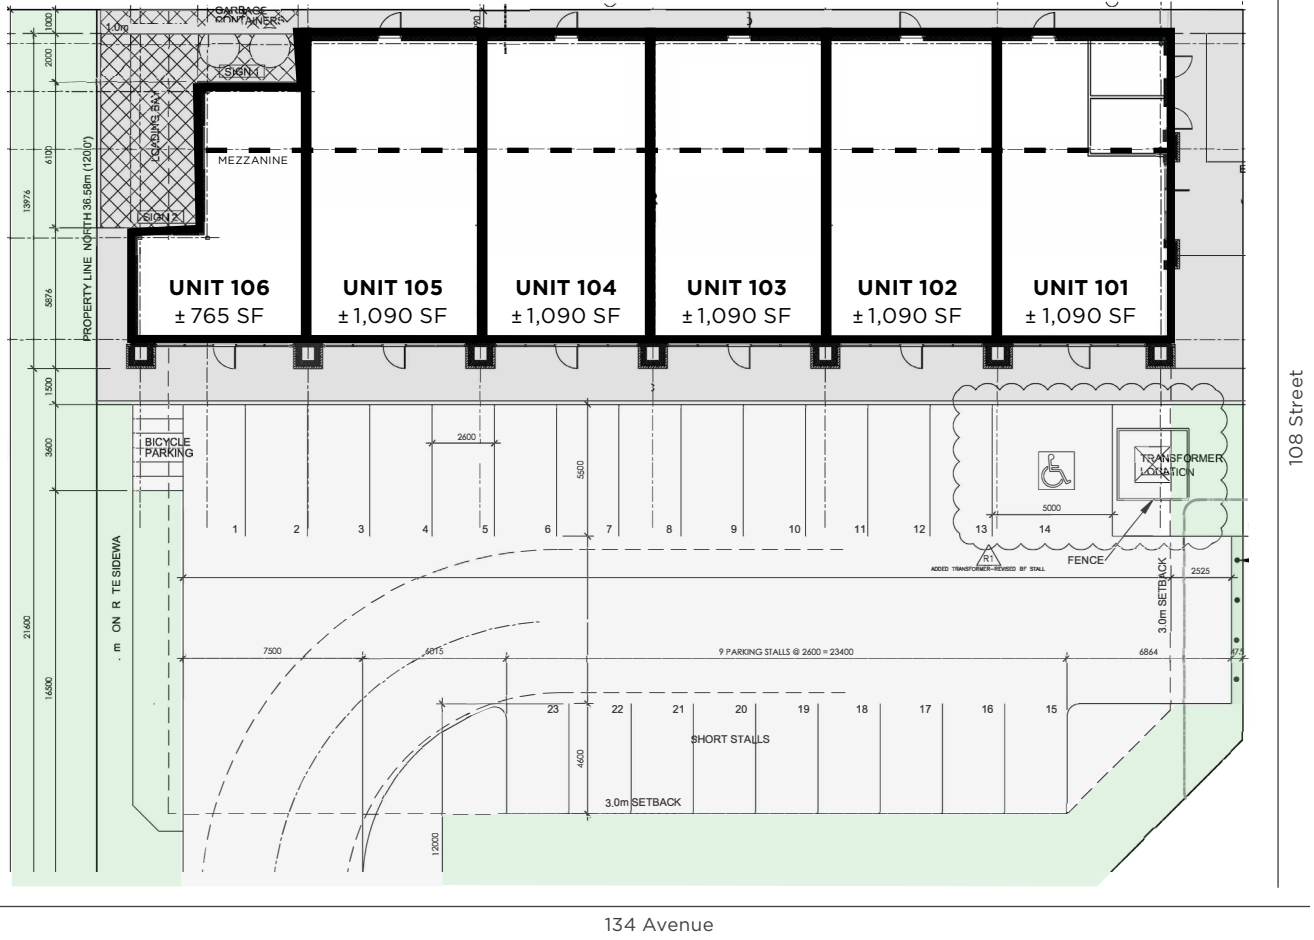 GARBAGE
CONTAINERS
1.0m
1000
2000
SIGN 1
LOADING BAY
6100
MEZZANINE
13976
PROPERTY LINE NORTH 36.58m (120.0')
SIGN 2
5876
UNIT 106
± 765 SF
UNIT 105
± 1,090 SF
UNIT 104
± 1,090 SF
UNIT 103
± 1,090 SF
UNIT 102
± 1,090 SF
UNIT 101
± 1,090 SF
1500
3600
BICYCLE
PARKING
2600
5500
TRANSFORMER
LOCATION
5000
1 2 3 4 5 6 7 8 9 10 11 12 13 14
R1
ADDED TRANSFORMER-REVISED BF STALL
FENCE
3.0m SETBACK
2525
108 Street
. m ON R TE SIDEWA
21600
16500
7500
6015
9 PARKING STALLS @ 2600 = 23400
6864
475
23 22 21 20 19 18 17 16 15
SHORT STALLS
4600
3.0m SETBACK
12000
134 Avenue